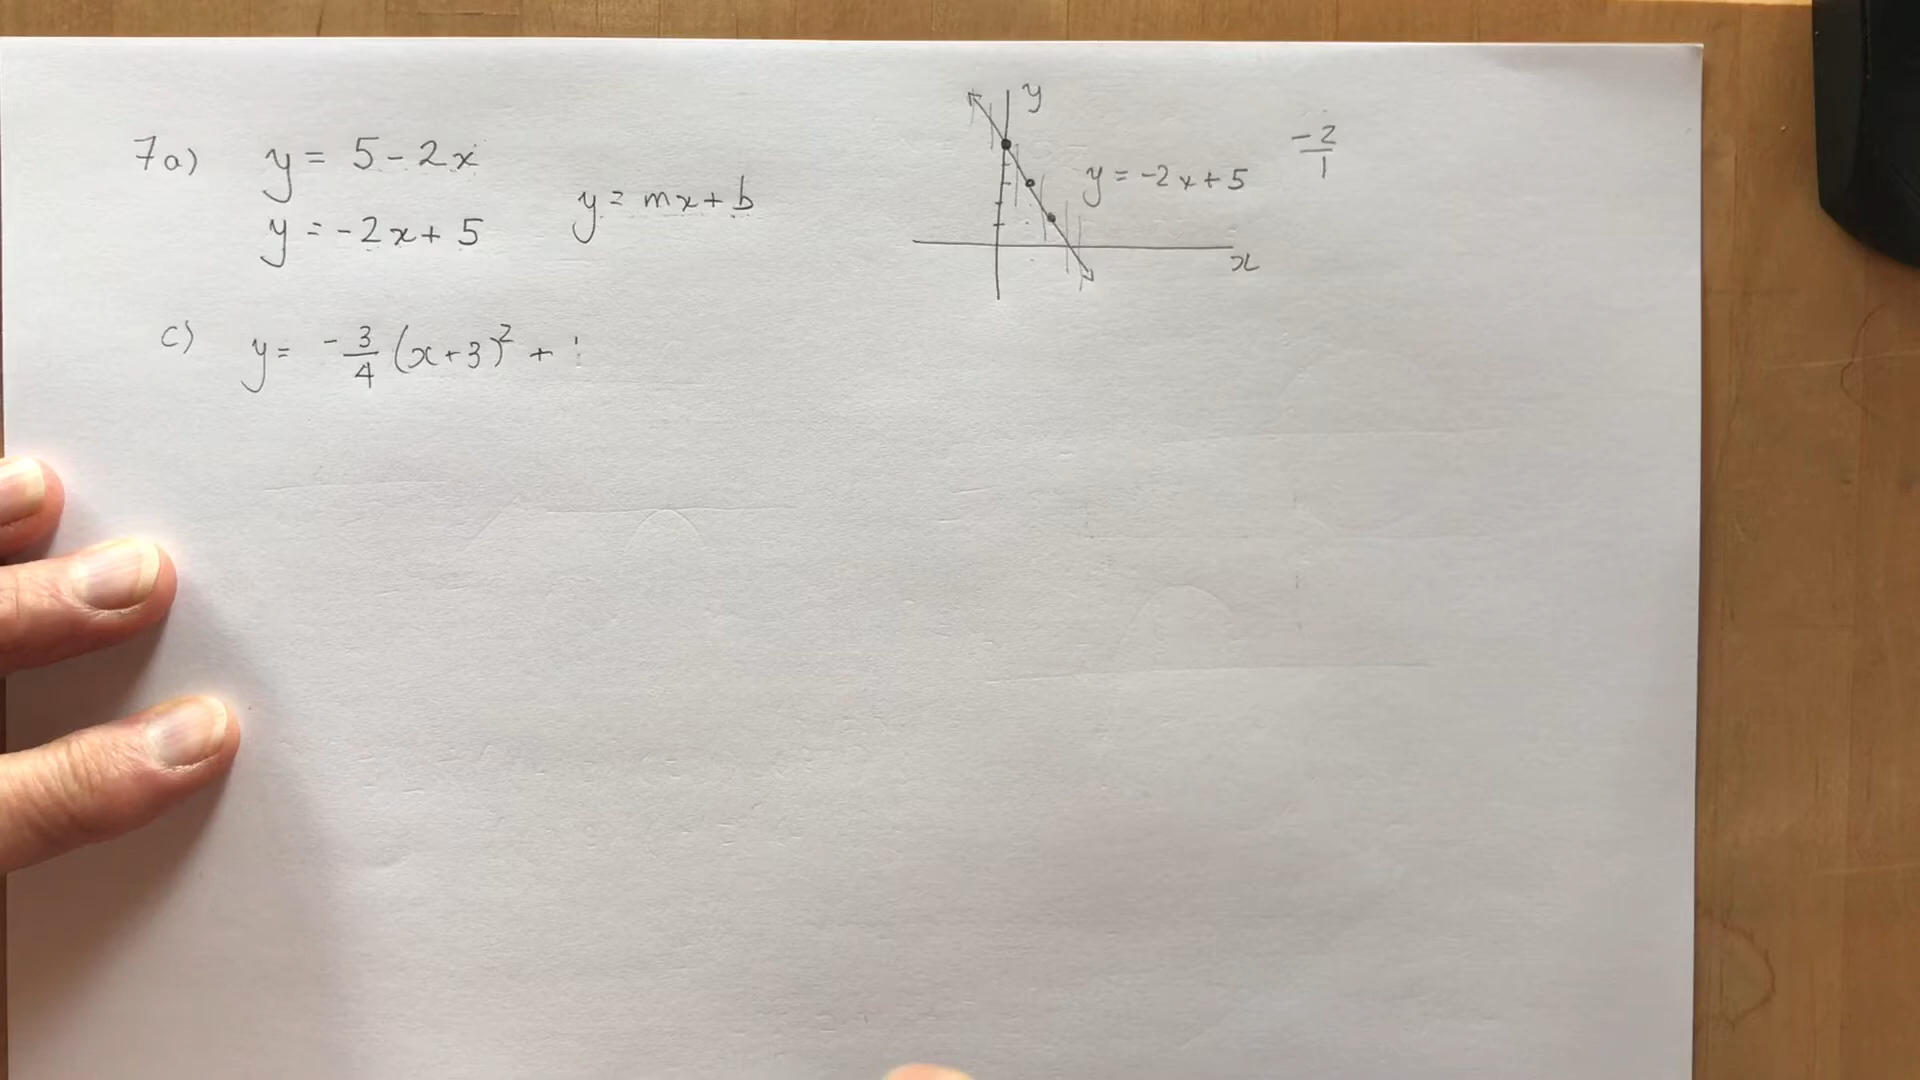 7a) y = 5 - 2x
y = -2x + 5
y = mx + b
y
y = -2x + 5
x
-2/1
c) y = -3/4 (x+3)² +